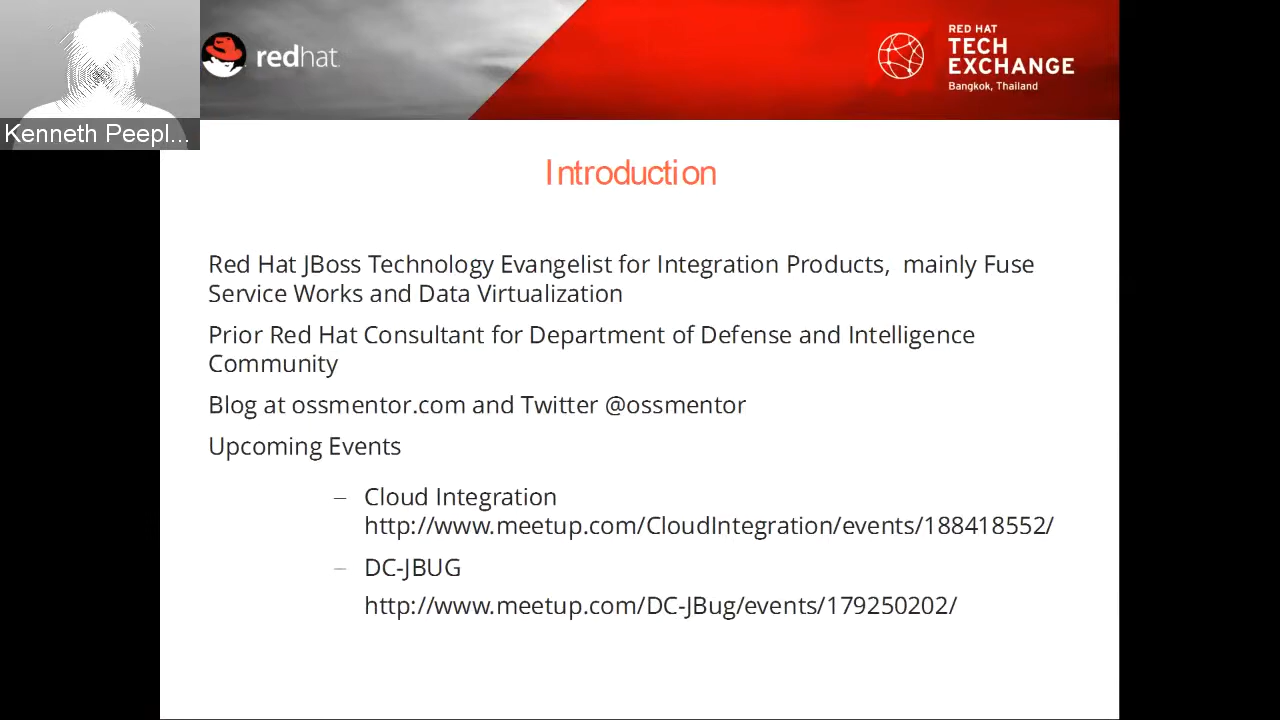 redhat.
RED HAT
TECH
EXCHANGE
Bangkok, Thailand
Kenneth Peepl...
Introduction
Red Hat JBoss Technology Evangelist for Integration Products, mainly Fuse
Service Works and Data Virtualization
Prior Red Hat Consultant for Department of Defense and Intelligence
Community
Blog at ossmentor.com and Twitter @ossmentor
Upcoming Events
– Cloud Integration
http://www.meetup.com/CloudIntegration/events/188418552/
– DC-JBUG
http://www.meetup.com/DC-JBug/events/179250202/